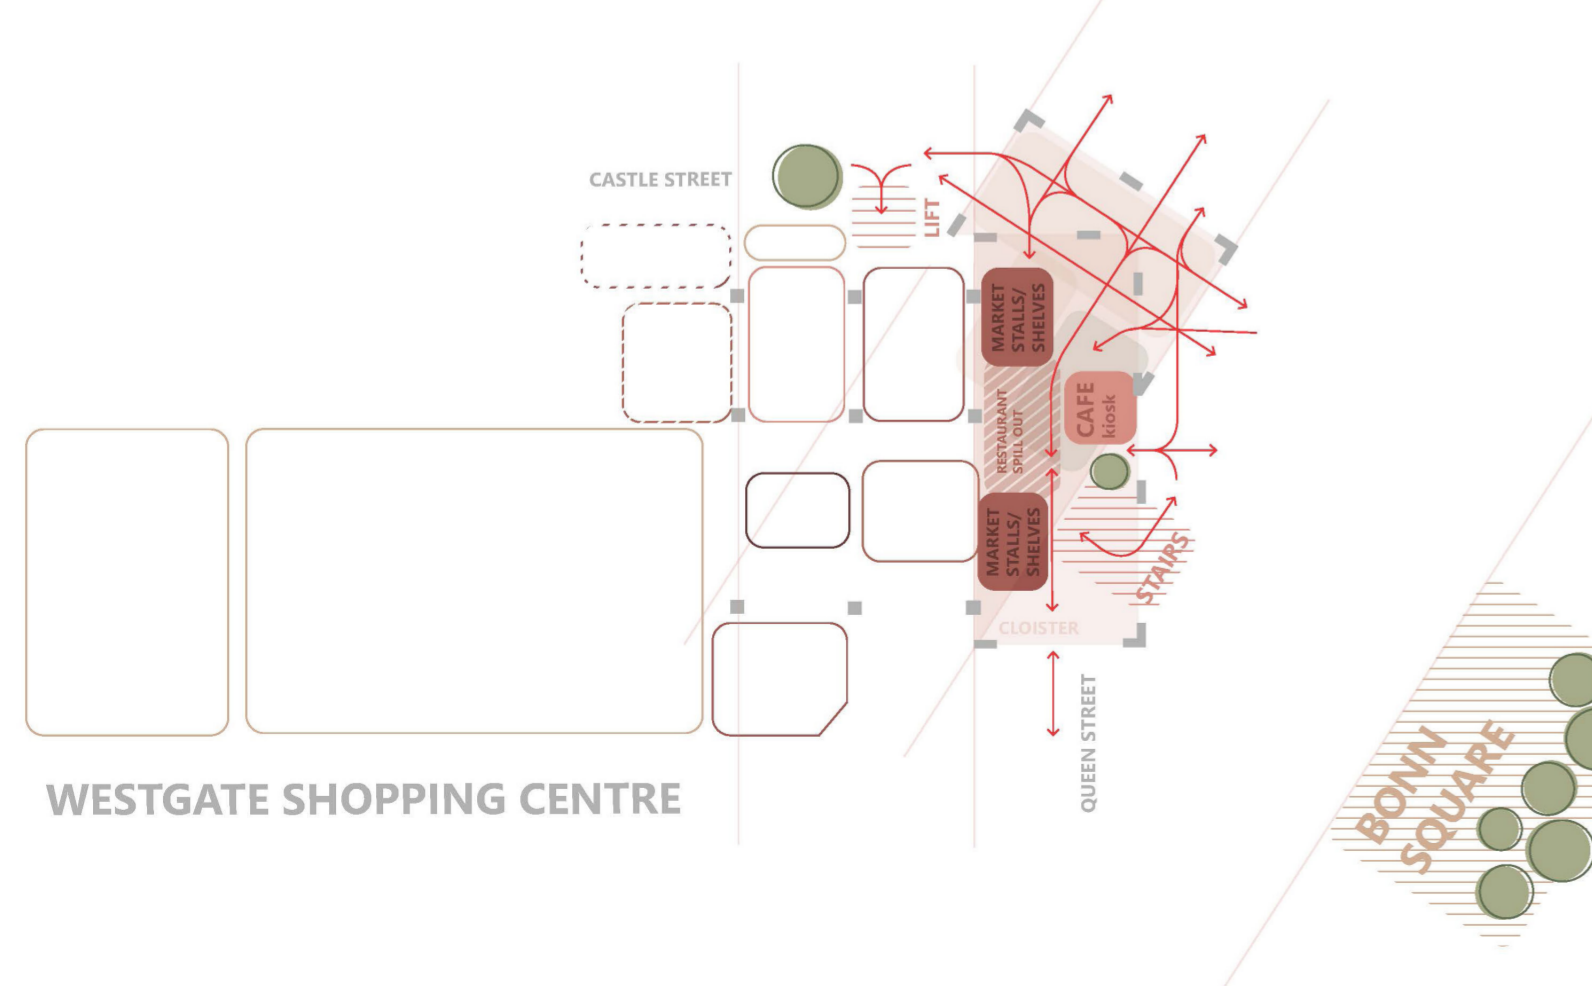 CASTLE STREET
LIFT
MARKET
STALLS/
SHELVES
RESTAURANT
SPILL OUT
CAFE
kiosk
MARKET
STALLS/
SHELVES
STAIRS
CLOISTER
QUEEN STREET
WESTGATE SHOPPING CENTRE
BONN
SQUARE